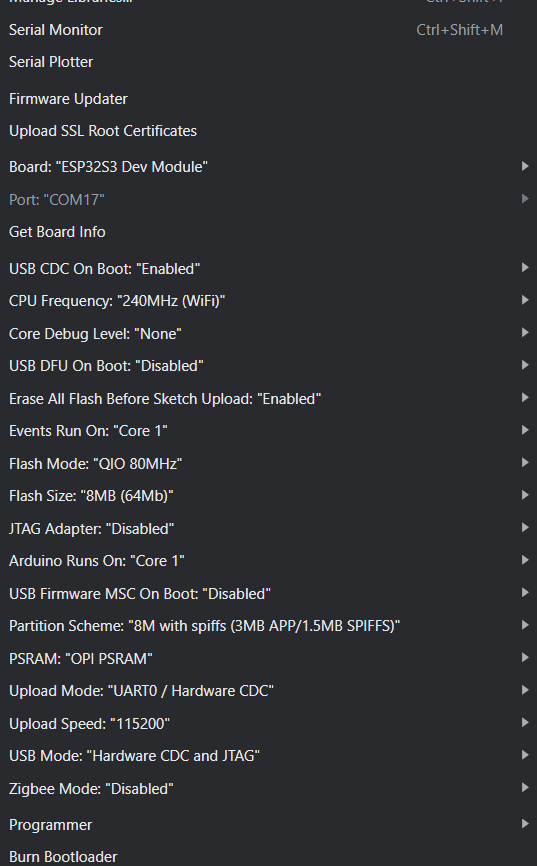 Manage Libraries...
Serial Monitor Ctrl+Shift+M
Serial Plotter
Firmware Updater
Upload SSL Root Certificates
Board: "ESP32S3 Dev Module"
Port: "COM17"
Get Board Info
USB CDC On Boot: "Enabled"
CPU Frequency: "240MHz (WiFi)"
Core Debug Level: "None"
USB DFU On Boot: "Disabled"
Erase All Flash Before Sketch Upload: "Enabled"
Events Run On: "Core 1"
Flash Mode: "QIO 80MHz"
Flash Size: "8MB (64Mb)"
JTAG Adapter: "Disabled"
Arduino Runs On: "Core 1"
USB Firmware MSC On Boot: "Disabled"
Partition Scheme: "8M with spiffs (3MB APP/1.5MB SPIFFS)"
PSRAM: "OPI PSRAM"
Upload Mode: "UART0 / Hardware CDC"
Upload Speed: "115200"
USB Mode: "Hardware CDC and JTAG"
Zigbee Mode: "Disabled"
Programmer
Burn Bootloader